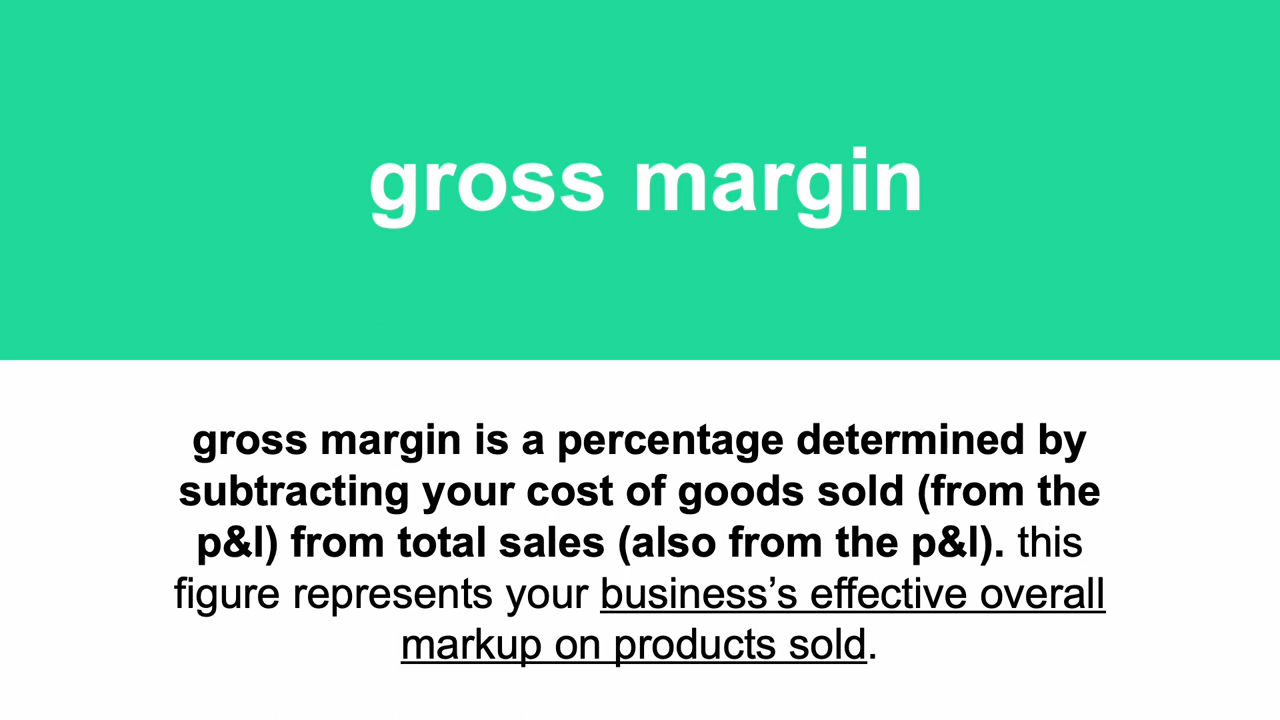 gross margin
gross margin is a percentage determined by
subtracting your cost of goods sold (from the
p&l) from total sales (also from the p&l). this
figure represents your business’s effective overall
markup on products sold.